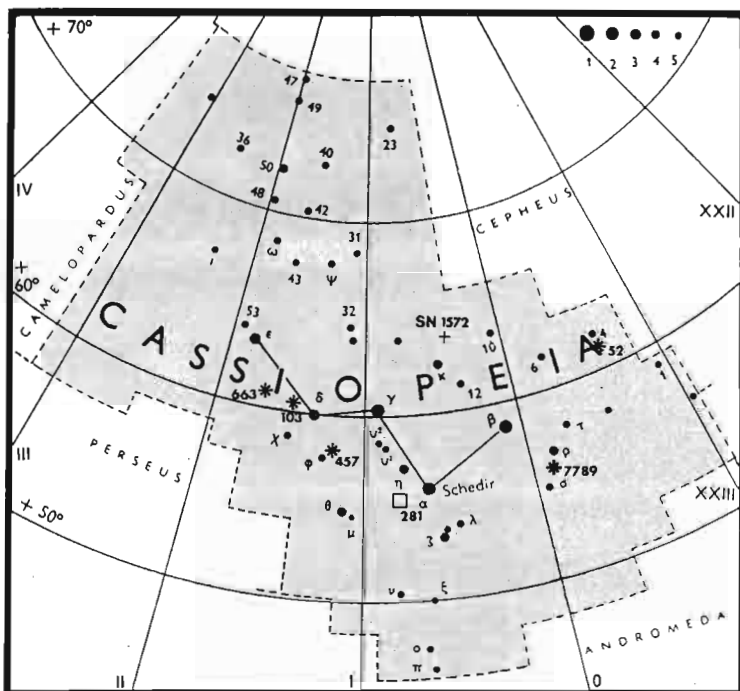 + 70°
1 2 3 4 5
47
49
23
36
40
50
IV
48
42
CEPHEUS
XXII
CAMELOPARDUS
ω
31
ι
43
ψ
+
60°
53
32
SN 1572
ε
10
4
52
6
CASSIOPEIA
κ
12
663
103
δ
γ
β
χ
υ²
υ¹
τ
III
PERSEUS
φ
457
ρ
7789
η
Schedir
σ
α
281
XXIII
+ 50°
θ
μ
λ
ζ
ν
ξ
ο
π
ANDROMEDA
II
I
0